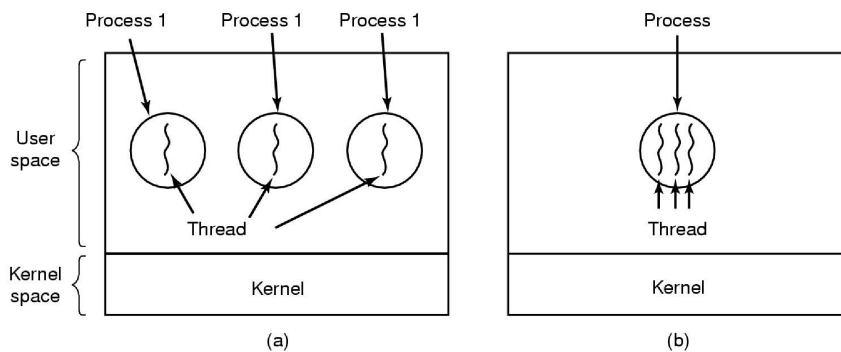 Process 1 Process 1 Process 1 Process
User
space
Thread Thread
Kernel
space
Kernel Kernel
(a) (b)